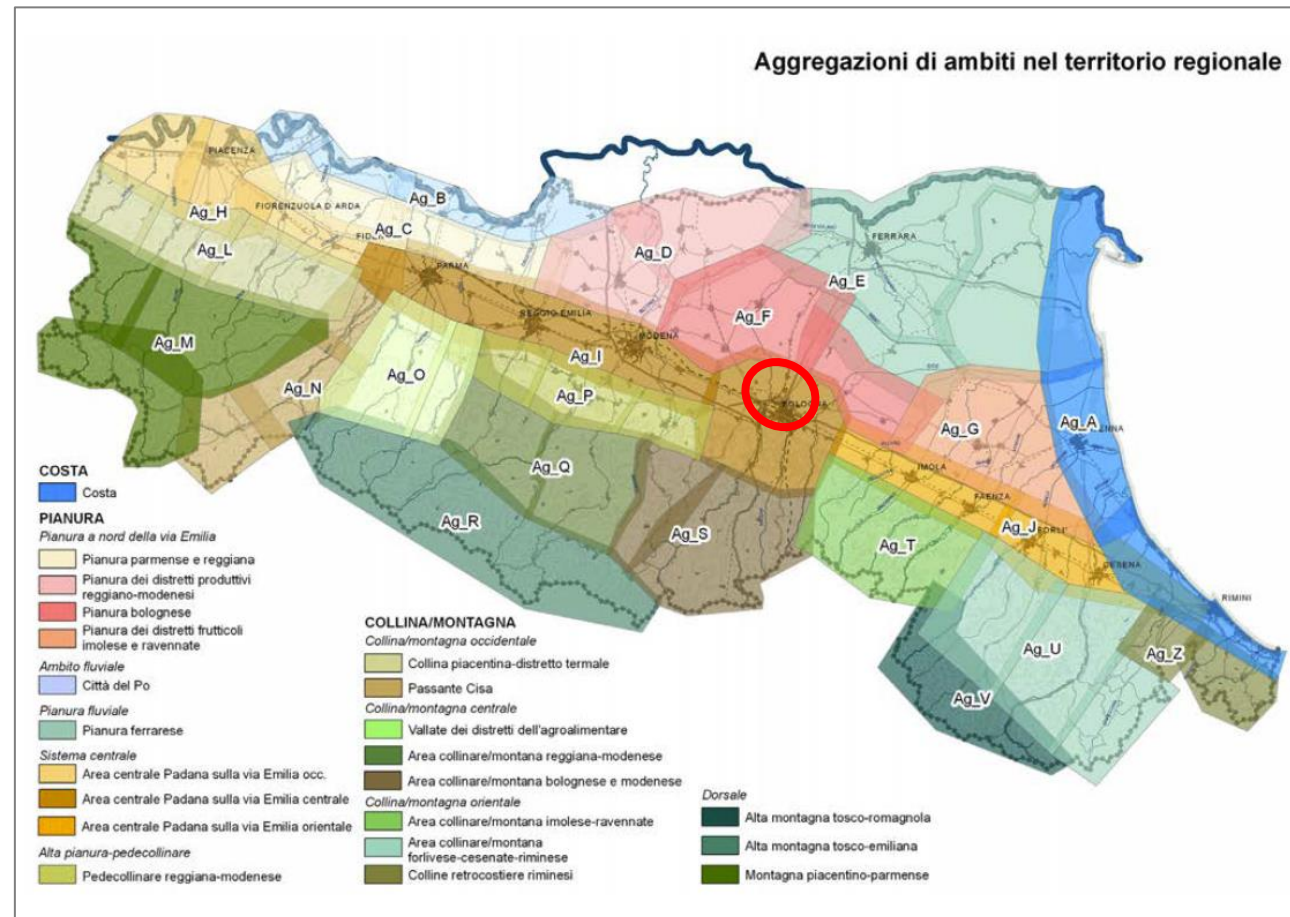 Aggregazioni di ambiti nel territorio regionale
PIACENZA
Ag_B
FIORENZUOLA D ARDA
Ag_H
Ag_C
Ag_L
PARMA
Ag_D
FERRARA
Ag_E
Ag_F
REGGIO EMILIA
MODENA
Ag_M
Ag_I
Ag_N
Ag_O
Ag_P
BOLOGNA
Ag_G
Ag_A
Ag_Q
IMOLA
FAENZA
Ag_R
Ag_S
Ag_T
Ag_J
RIMINI
Ag_U
Ag_Z
Ag_V
COSTA
Costa
PIANURA
Pianura a nord della via Emilia
Pianura parmense e reggiana
Pianura dei distretti produttivi
reggiano-modenesi
Pianura bolognese
Pianura dei distretti frutticoli
imolese e ravennate
Ambito fluviale
Città del Po
Pianura fluviale
Pianura ferrarese
Sistema centrale
Area centrale Padana sulla via Emilia occ.
Area centrale Padana sulla via Emilia centrale
Area centrale Padana sulla via Emilia orientale
Alta pianura-pedecollinare
Pedecollinare reggiana-modenese
COLLINA/MONTAGNA
Collina/montagna occidentale
Collina piacentina-distretto termale
Passante Cisa
Collina/montagna centrale
Vallate dei distretti dell'agroalimentare
Area collinare/montana reggiana-modenese
Area collinare/montana bolognese e modenese
Collina/montagna orientale
Area collinare/montana imolese-ravennate
Area collinare/montana
forlivese-cesenate-riminese
Colline retrocostiere riminesi
Dorsale
Alta montagna tosco-romagnola
Alta montagna tosco-emiliana
Montagna piacentino-parmense